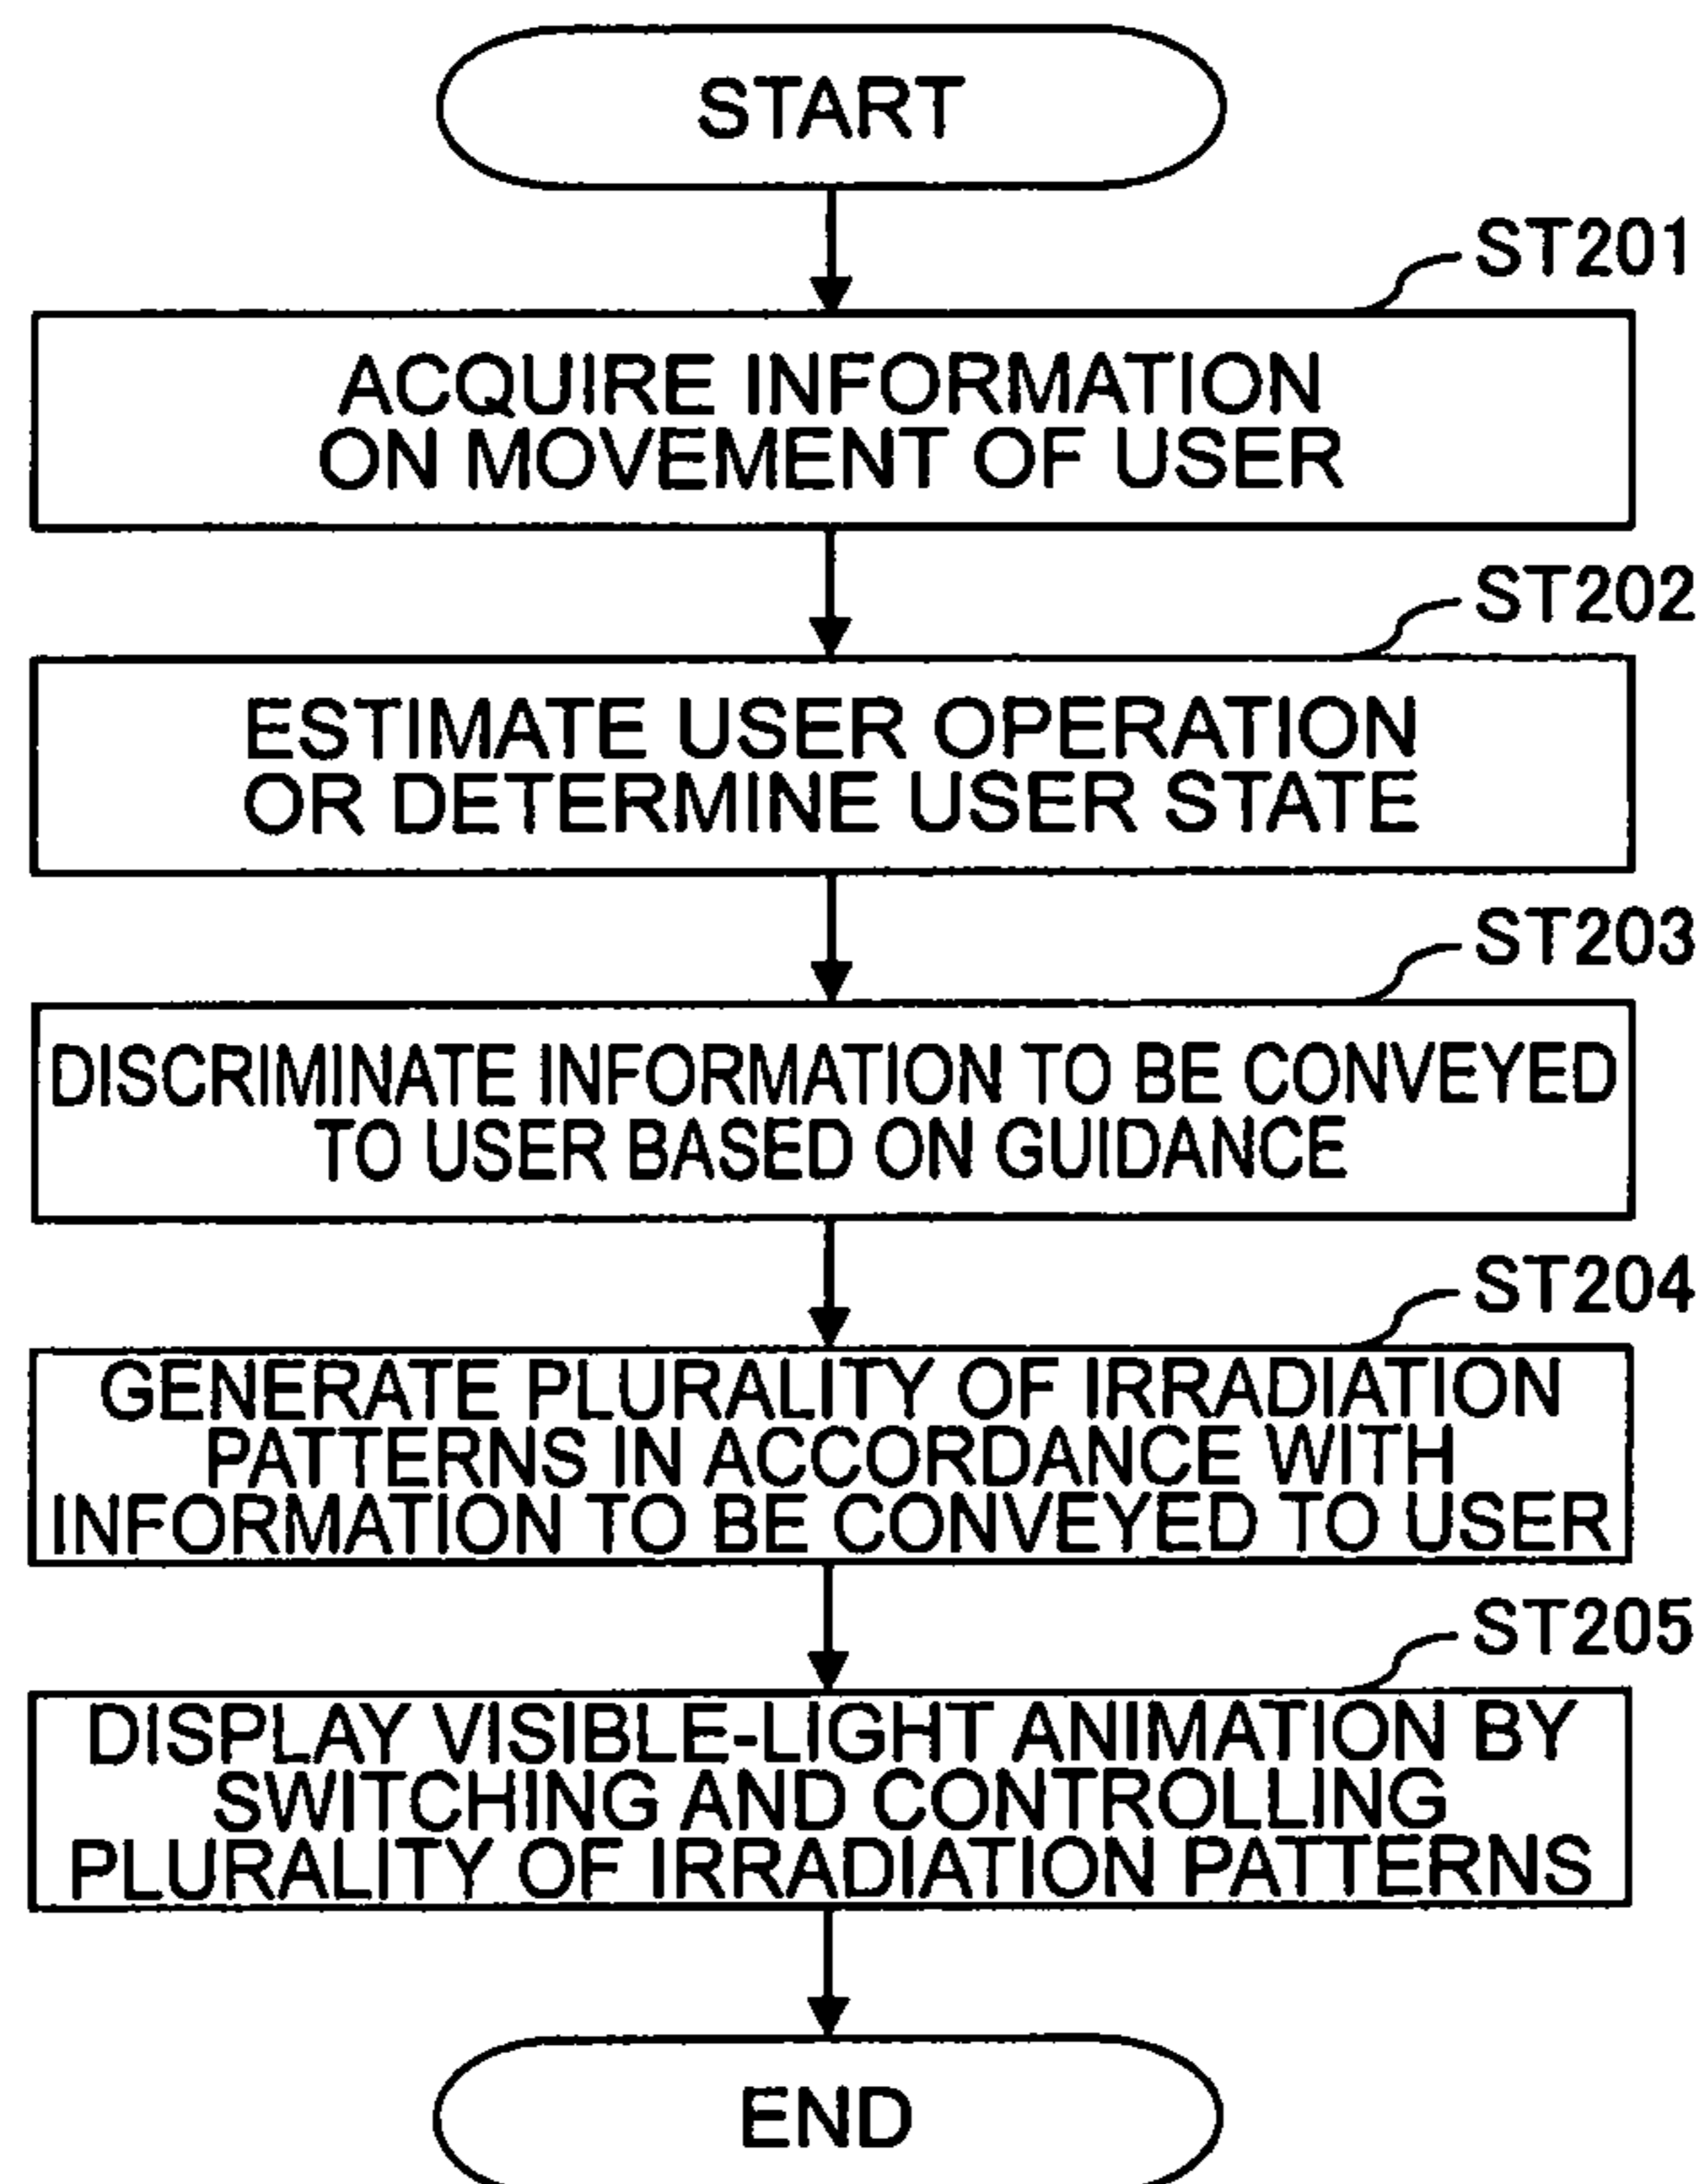 START
ST201
ACQUIRE INFORMATION
ON MOVEMENT OF USER
ST202
ESTIMATE USER OPERATION
OR DETERMINE USER STATE
ST203
DISCRIMINATE INFORMATION TO BE CONVEYED
TO USER BASED ON GUIDANCE
ST204
GENERATE PLURALITY OF IRRADIATION
PATTERNS IN ACCORDANCE WITH
INFORMATION TO BE CONVEYED TO USER
ST205
DISPLAY VISIBLE-LIGHT ANIMATION BY
SWITCHING AND CONTROLLING
PLURALITY OF IRRADIATION PATTERNS
END